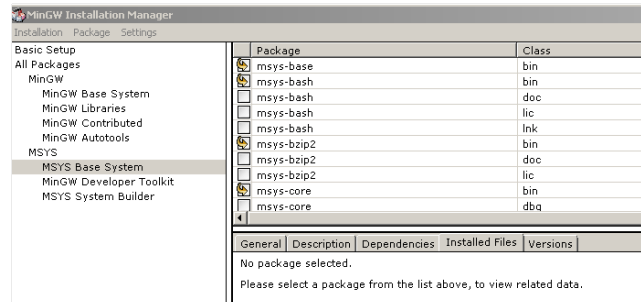 MinGW Installation Manager
Installation Package Settings
Basic Setup
All Packages
MinGW
MinGW Base System
MinGW Libraries
MinGW Contributed
MinGW Autotools
MSYS
MSYS Base System
MinGW Developer Toolkit
MSYS System Builder
Package Class
msys-base bin
msys-bash bin
msys-bash doc
msys-bash lic
msys-bash lnk
msys-bzip2 bin
msys-bzip2 doc
msys-bzip2 lic
msys-core bin
msys-core dbg
General Description Dependencies Installed Files Versions
No package selected.
Please select a package from the list above, to view related data.